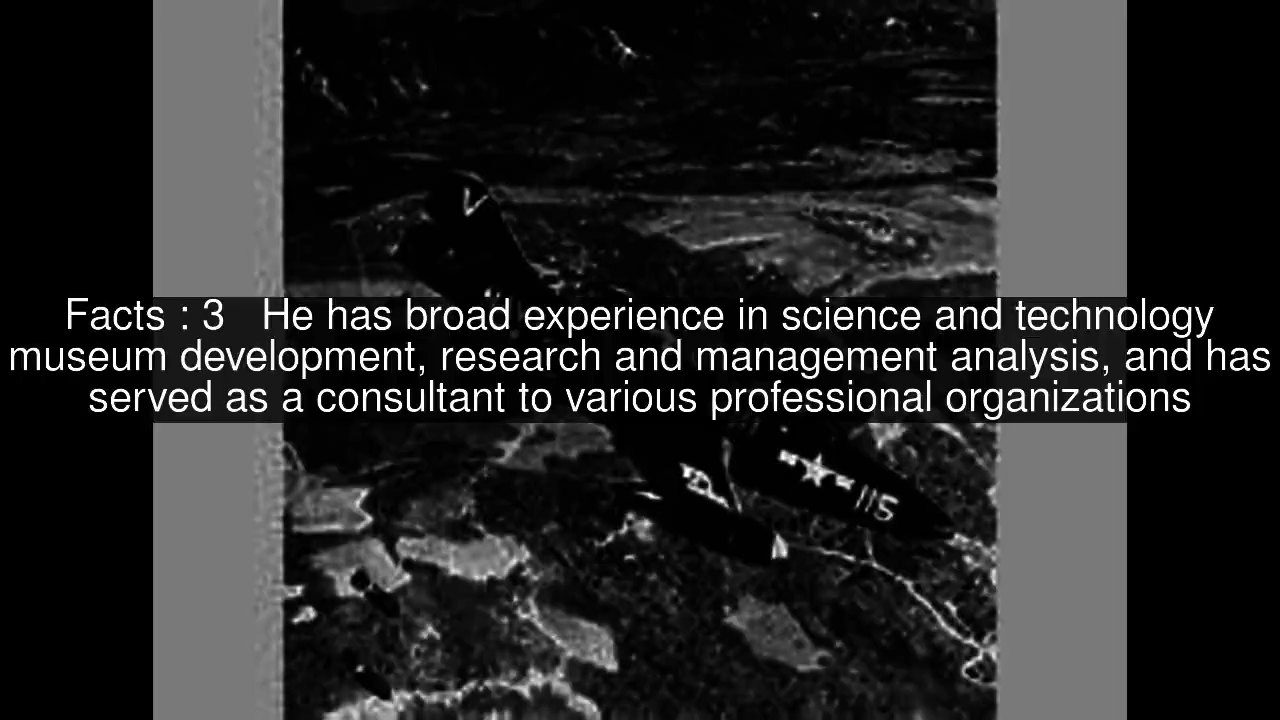 V
Facts : 3 He has broad experience in science and technology
museum development, research and management analysis, and has
served as a consultant to various professional organizations
115